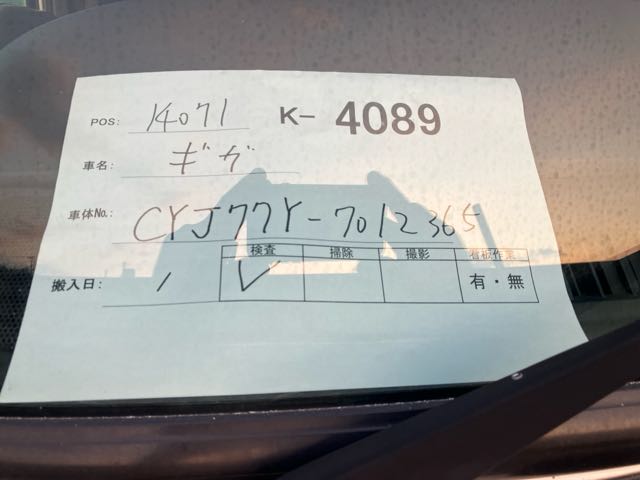 POS: 14071 K- 4089
車名: ギガ
車体No.: CYJ77Y-7012365
検査 掃除 撮影 看板作業
搬入日: / ✓ 有・無